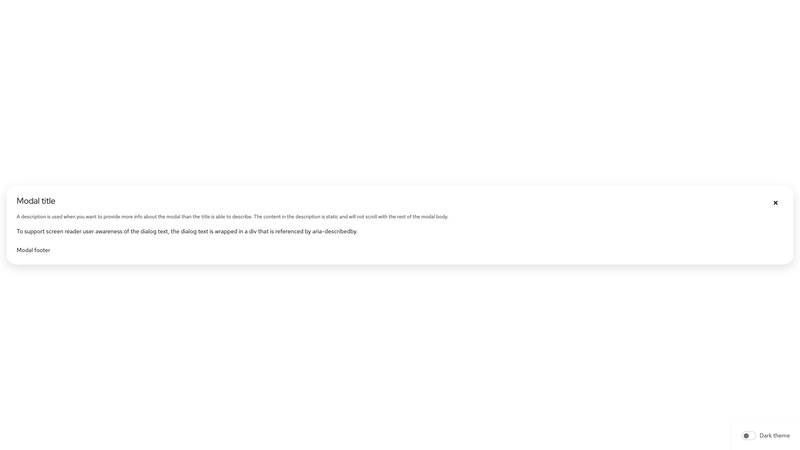 Modal title
A description is used when you want to provide more info about the modal than the title is able to describe. The content in the description is static and will not scroll with the rest of the modal body.
To support screen reader user awareness of the dialog text, the dialog text is wrapped in a div that is referenced by aria-describedby.
Modal footer
Dark theme